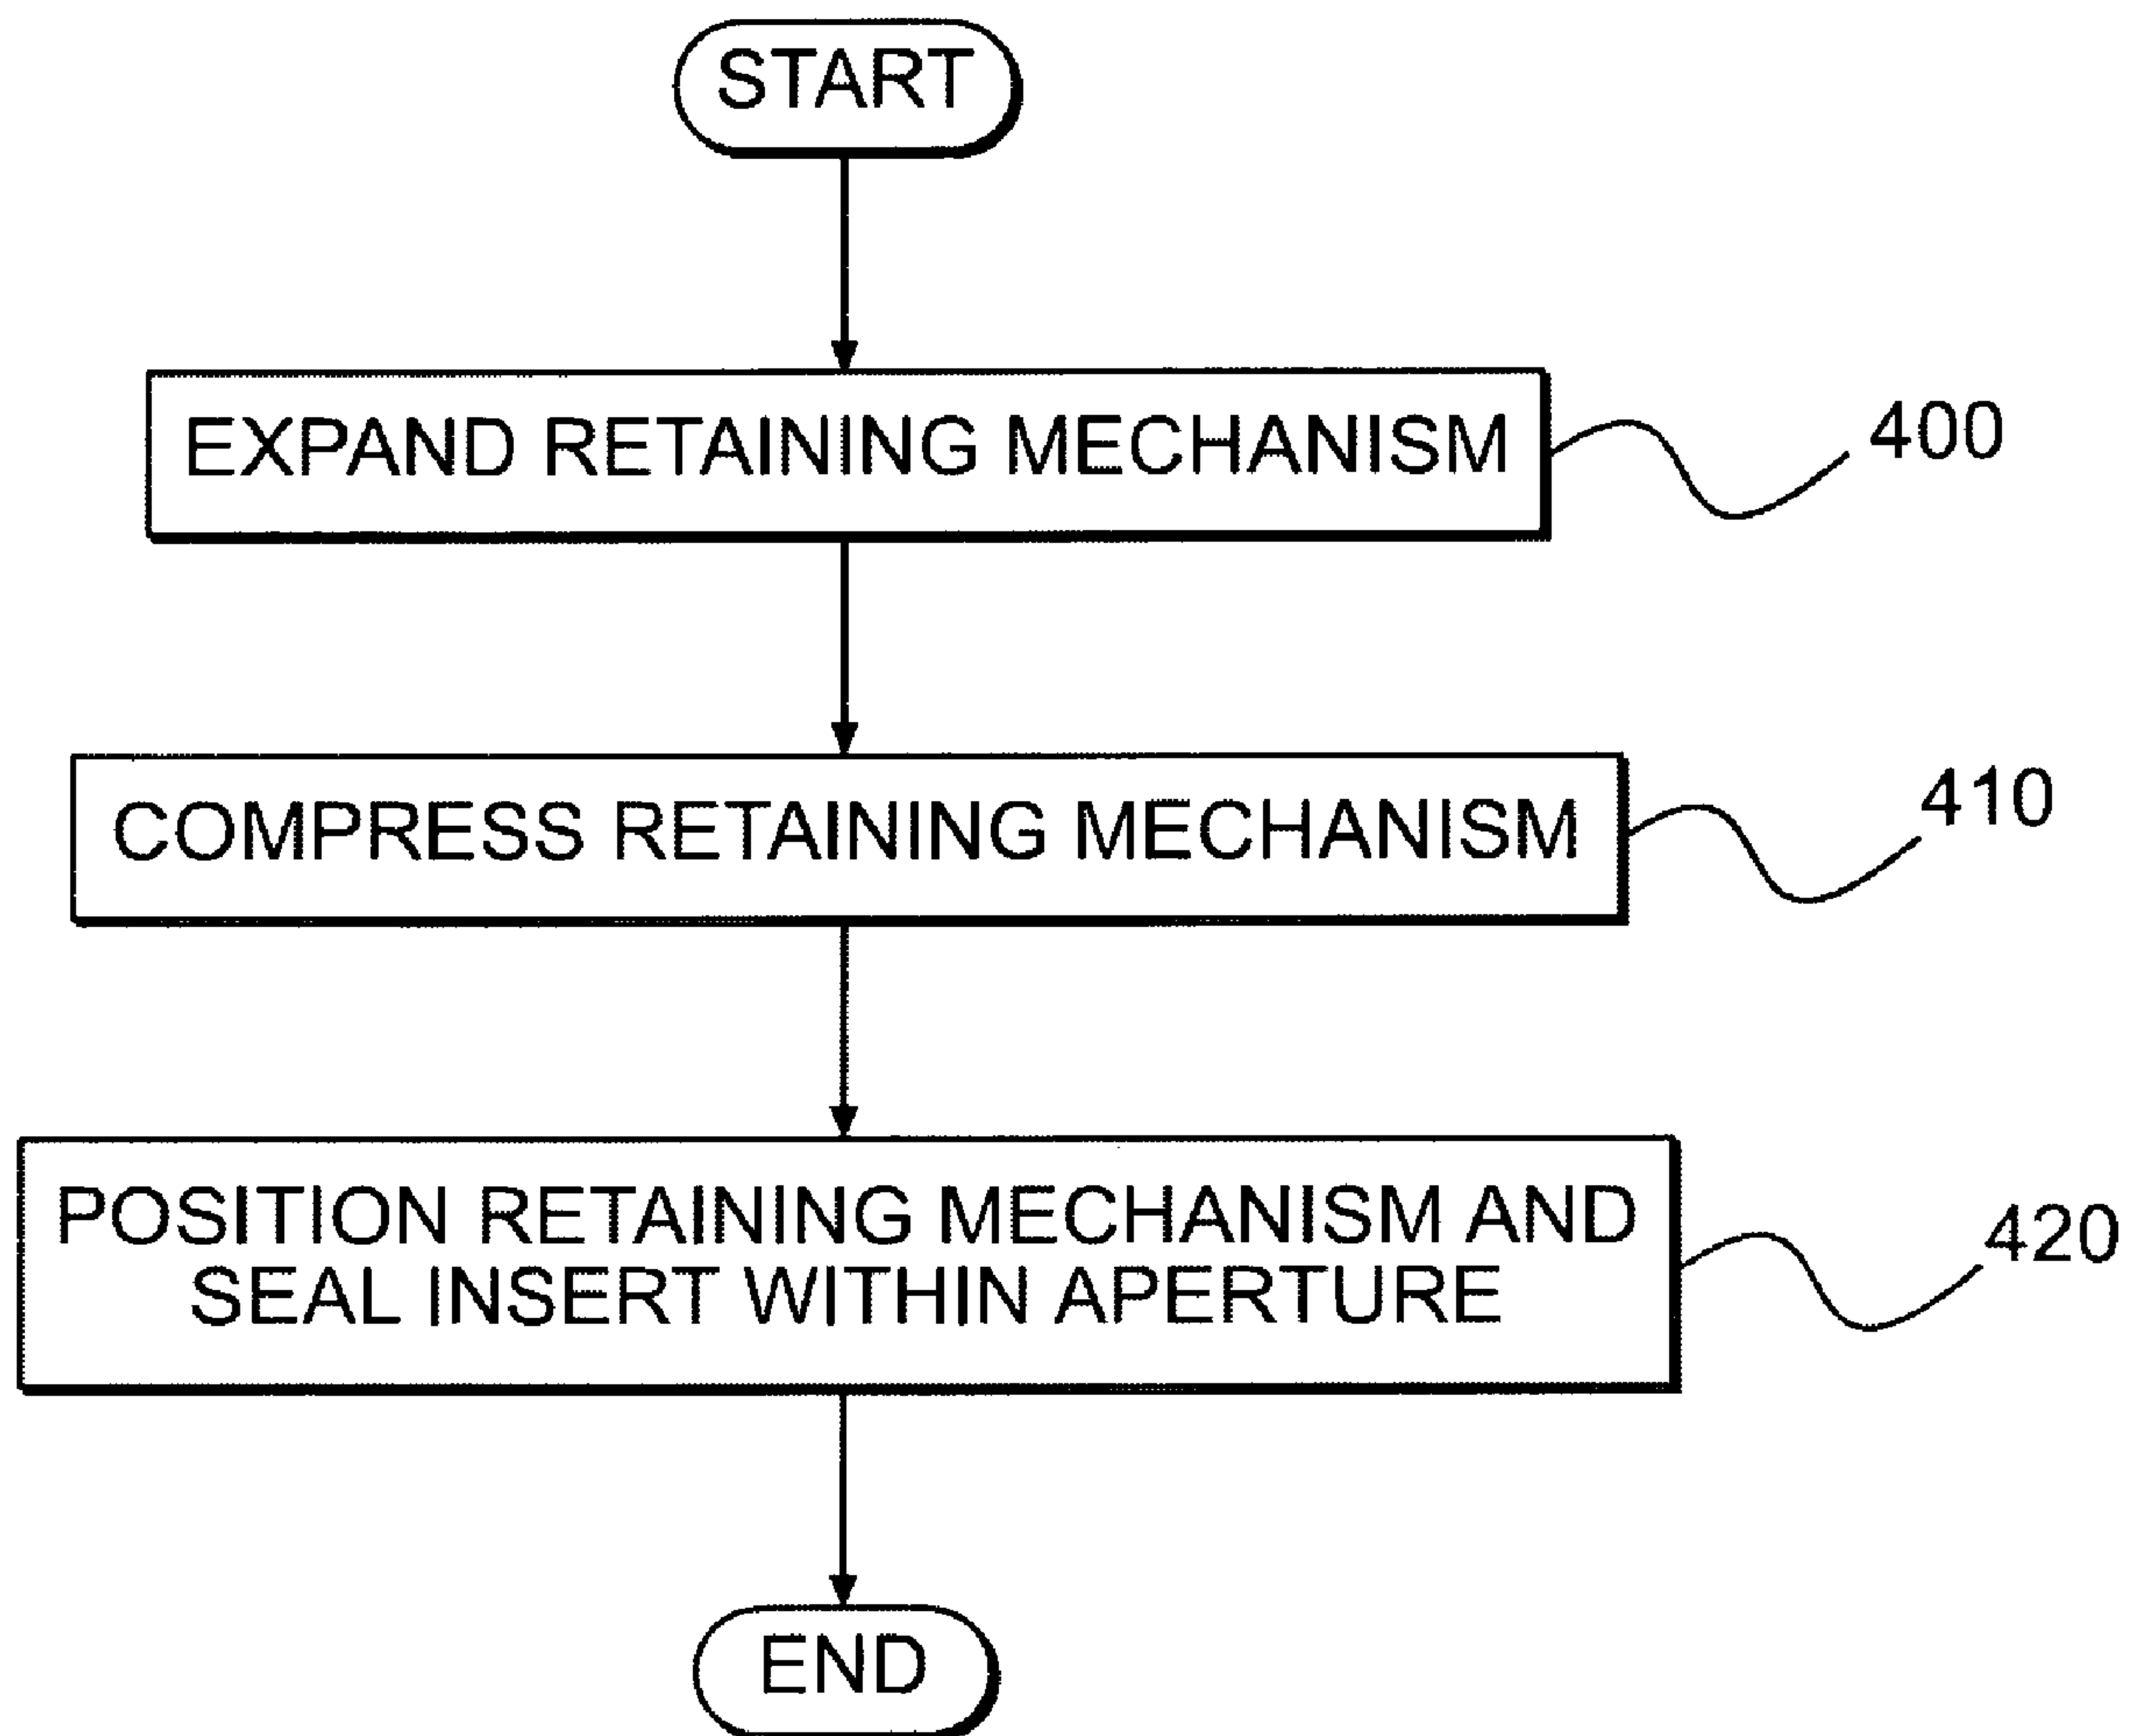 START
EXPAND RETAINING MECHANISM
400
COMPRESS RETAINING MECHANISM
410
POSITION RETAINING MECHANISM AND
SEAL INSERT WITHIN APERTURE
420
END